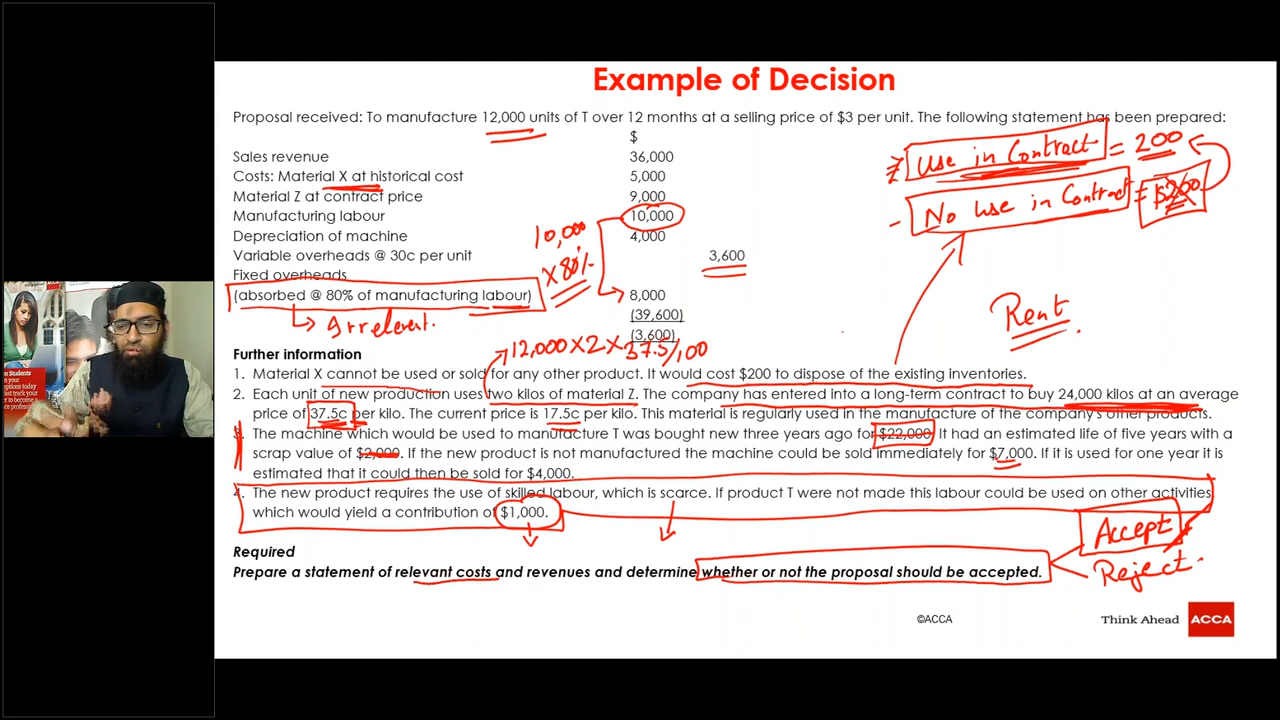 Example of Decision
Proposal received: To manufacture 12,000 units of T over 12 months at a selling price of $3 per unit. The following statement has been prepared:
$
Sales revenue 36,000
Costs: Material X at historical cost 5,000
Material Z at contract price 9,000
Manufacturing labour 10,000
Depreciation of machine 4,000
Variable overheads @ 30c per unit 3,600
Fixed overheads
(absorbed @ 80% of manufacturing labour) 8,000
(39,600)
(3,600)
Use in Contract = 200
- No use in Contract = $200
10,000
X 80%
Irrelevent.
Rent
12,000 X 2 X 37.5/100
Further information
1. Material X cannot be used or sold for any other product. It would cost $200 to dispose of the existing inventories.
2. Each unit of new production uses two kilos of material Z. The company has entered into a long-term contract to buy 24,000 kilos at an average
price of 37.5c per kilo. The current price is 17.5c per kilo. This material is regularly used in the manufacture of the company's other products.
3. The machine which would be used to manufacture T was bought new three years ago for $22,000. It had an estimated life of five years with a
scrap value of $2,000. If the new product is not manufactured the machine could be sold immediately for $7,000. If it is used for one year it is
estimated that it could then be sold for $4,000.
4. The new product requires the use of skilled labour, which is scarce. If product T were not made this labour could be used on other activities
which would yield a contribution of $1,000.
Accept
Reject
Required
Prepare a statement of relevant costs and revenues and determine whether or not the proposal should be accepted.
©ACCA
Think Ahead ACCA